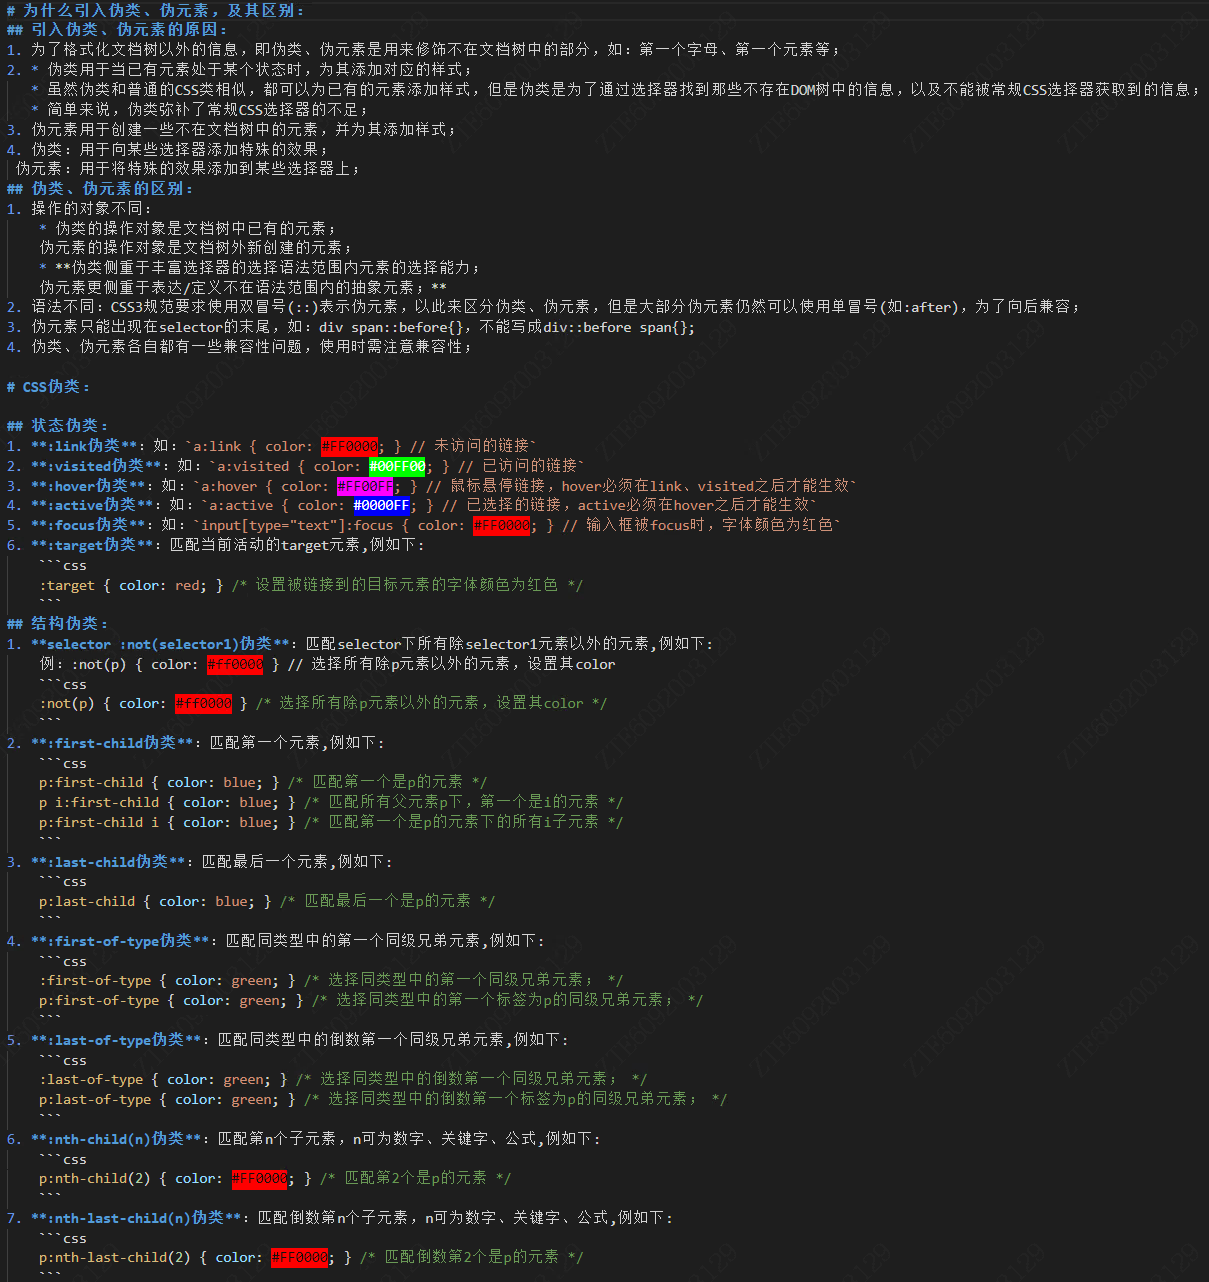 # 为什么引入伪类、伪元素，及其区别：
## 引入伪类、伪元素的原因：
1. 为了格式化文档树以外的信息，即伪类、伪元素是用来修饰不在文档树中的部分，如：第一个字母、第一个元素等；
2. * 伪类用于当已有元素处于某个状态时，为其添加对应的样式；
* 虽然伪类和普通的CSS类相似，都可以为已有的元素添加样式，但是伪类是为了通过选择器找到那些不存在DOM树中的信息，以及不能被常规CSS选择器获取到的信息；
* 简单来说，伪类弥补了常规CSS选择器的不足；
3. 伪元素用于创建一些不在文档树中的元素，并为其添加样式；
4. 伪类：用于向某些选择器添加特殊的效果；
伪元素：用于将特殊的效果添加到某些选择器上；
## 伪类、伪元素的区别：
1. 操作的对象不同：
* 伪类的操作对象是文档树中已有的元素；
伪元素的操作对象是文档树外新创建的元素；
* **伪类侧重于丰富选择器的选择语法范围内元素的选择能力；
伪元素更侧重于表达/定义不在语法范围内的抽象元素；**
2. 语法不同：CSS3规范要求使用双冒号(::)表示伪元素，以此来区分伪类、伪元素，但是大部分伪元素仍然可以使用单冒号(如:after)，为了向后兼容；
3. 伪元素只能出现在selector的末尾，如：div span::before{}，不能写成div::before span{};
4. 伪类、伪元素各自都有一些兼容性问题，使用时需注意兼容性；
# CSS伪类：
## 状态伪类：
1. **:link伪类**：如：`a:link { color: #FF0000; } // 未访问的链接`
2. **:visited伪类**：如：`a:visited { color: #00FF00; } // 已访问的链接`
3. **:hover伪类**：如：`a:hover { color: #FF00FF; } // 鼠标悬停链接，hover必须在link、visited之后才能生效`
4. **:active伪类**：如：`a:active { color: #0000FF; } // 已选择的链接，active必须在hover之后才能生效
5. **:focus伪类**：如：`input[type="text"]:focus { color: #FF0000; } // 输入框被focus时，字体颜色为红色`
6. **:target伪类**：匹配当前活动的target元素,例如下:
```css
:target { color: red; } /* 设置被链接到的目标元素的字体颜色为红色 */
```
## 结构伪类：
1. **selector :not(selector1)伪类**：匹配selector下所有除selector1元素以外的元素,例如下:
例：:not(p) { color: #ff0000 } // 选择所有除p元素以外的元素，设置其color
```css
:not(p) { color: #ff0000 } /* 选择所有除p元素以外的元素，设置其color */
```
2. **:first-child伪类**：匹配第一个元素,例如下:
```css
p:first-child { color: blue; } /* 匹配第一个是p的元素 */
p i:first-child { color: blue; } /* 匹配所有父元素p下，第一个是i的元素 */
p:first-child i { color: blue; } /* 匹配第一个是p的元素下的所有i子元素 */
```
3. **:last-child伪类**：匹配最后一个元素,例如下:
```css
p:last-child { color: blue; } /* 匹配最后一个是p的元素 */
```
4. **:first-of-type伪类**：匹配同类型中的第一个同级兄弟元素,例如下:
```css
:first-of-type { color: green; } /* 选择同类型中的第一个同级兄弟元素； */
p:first-of-type { color: green; } /* 选择同类型中的第一个标签为p的同级兄弟元素； */
```
5. **:last-of-type伪类**：匹配同类型中的倒数第一个同级兄弟元素,例如下:
```css
:last-of-type { color: green; } /* 选择同类型中的倒数第一个同级兄弟元素； */
p:last-of-type { color: green; } /* 选择同类型中的倒数第一个标签为p的同级兄弟元素； */
```
6. **:nth-child(n)伪类**：匹配第n个子元素，n可为数字、关键字、公式,例如下:
```css
p:nth-child(2) { color: #FF0000; } /* 匹配第2个是p的元素 */
```
7. **:nth-last-child(n)伪类**：匹配倒数第n个子元素，n可为数字、关键字、公式,例如下:
```css
p:nth-last-child(2) { color: #FF0000; } /* 匹配倒数第2个是p的元素 */
```